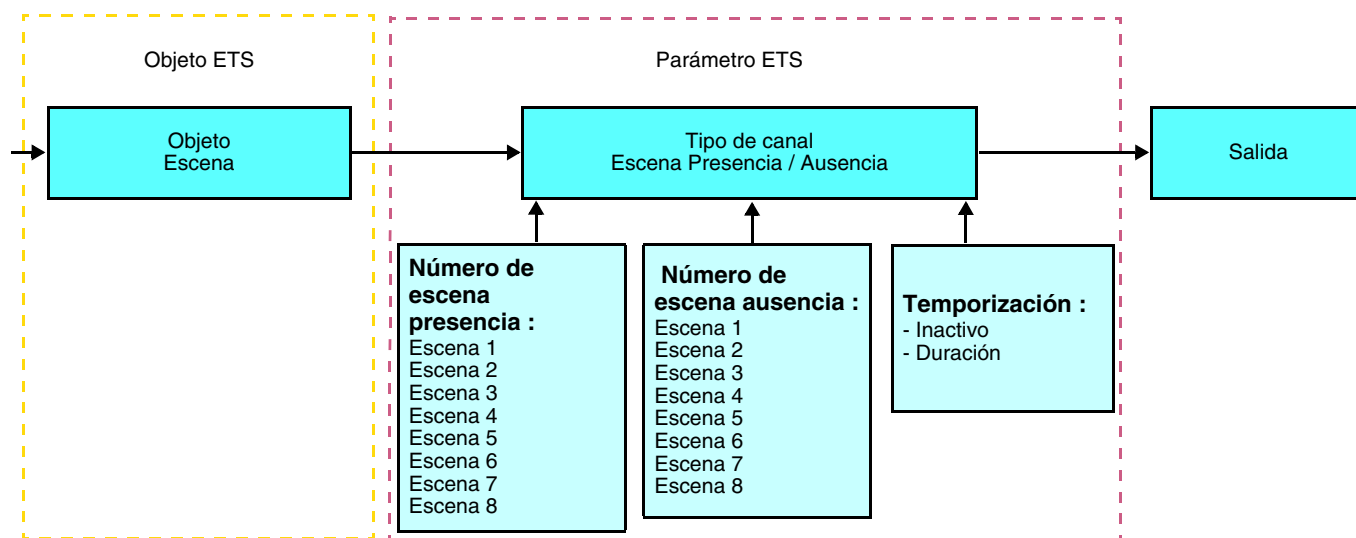 Objeto ETS
Parámetro ETS
Objeto
Escena
Tipo de canal
Escena Presencia / Ausencia
Salida
Número de
escena
presencia :
Escena 1
Escena 2
Escena 3
Escena 4
Escena 5
Escena 6
Escena 7
Escena 8
Número de
escena ausencia :
Escena 1
Escena 2
Escena 3
Escena 4
Escena 5
Escena 6
Escena 7
Escena 8
Temporización :
- Inactivo
- Duración